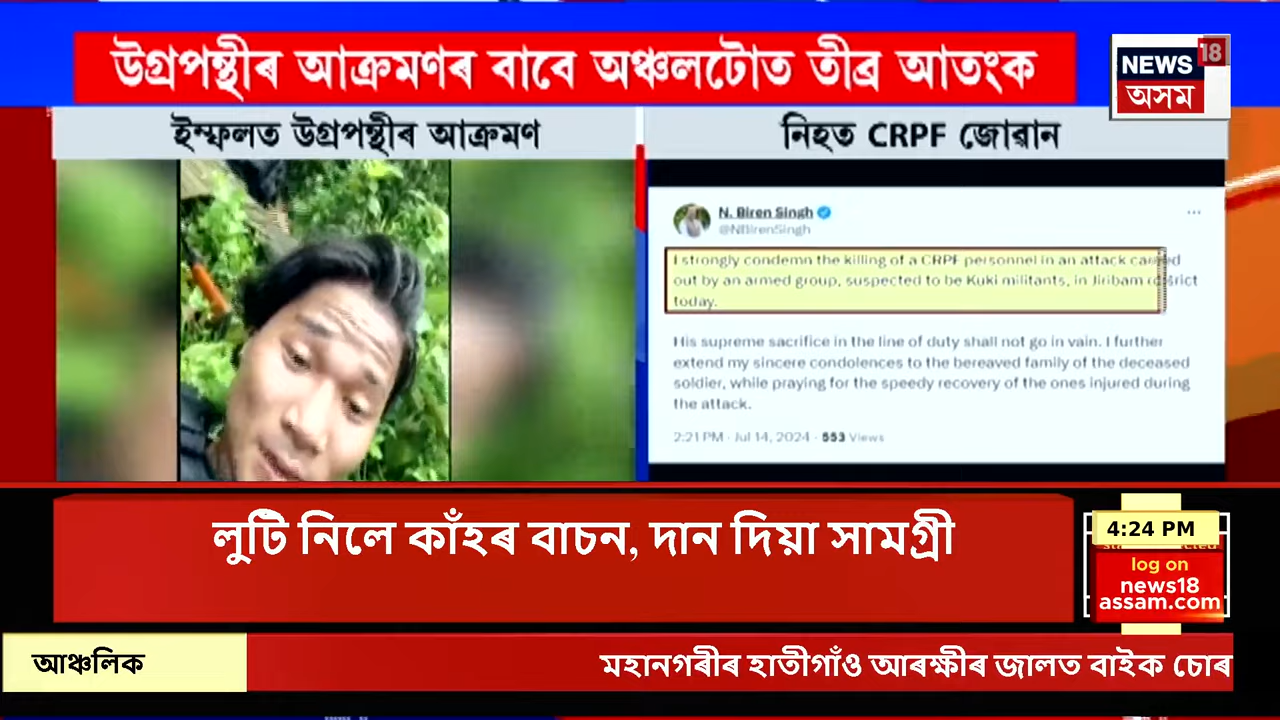 উগ্ৰপন্থীৰ আক্ৰমণৰ বাবে অঞ্চলটোত তীব্ৰ আতংক
NEWS 18
অসম
ইম্ফলত উগ্ৰপন্থীৰ আক্ৰমণ
নিহত CRPF জোৱান
N. Biren Singh
@NBirenSingh
I strongly condemn the killing of a CRPF personnel in an attack carried
out by an armed group, suspected to be Kuki militants, in Jiribam district
today.
His supreme sacrifice in the line of duty shall not go in vain. I further
extend my sincere condolences to the bereaved family of the deceased
soldier, while praying for the speedy recovery of the ones injured during
the attack.
2:21 PM · Jul 14, 2024 · 553 Views
লুটি নিলে কাঁহৰ বাচন, দান দিয়া সামগ্ৰী
4:24 PM
log on
news18
assam.com
আঞ্চলিক
মহানগৰীৰ হাতীগাঁও আৰক্ষীৰ জালত বাইক চোৰ